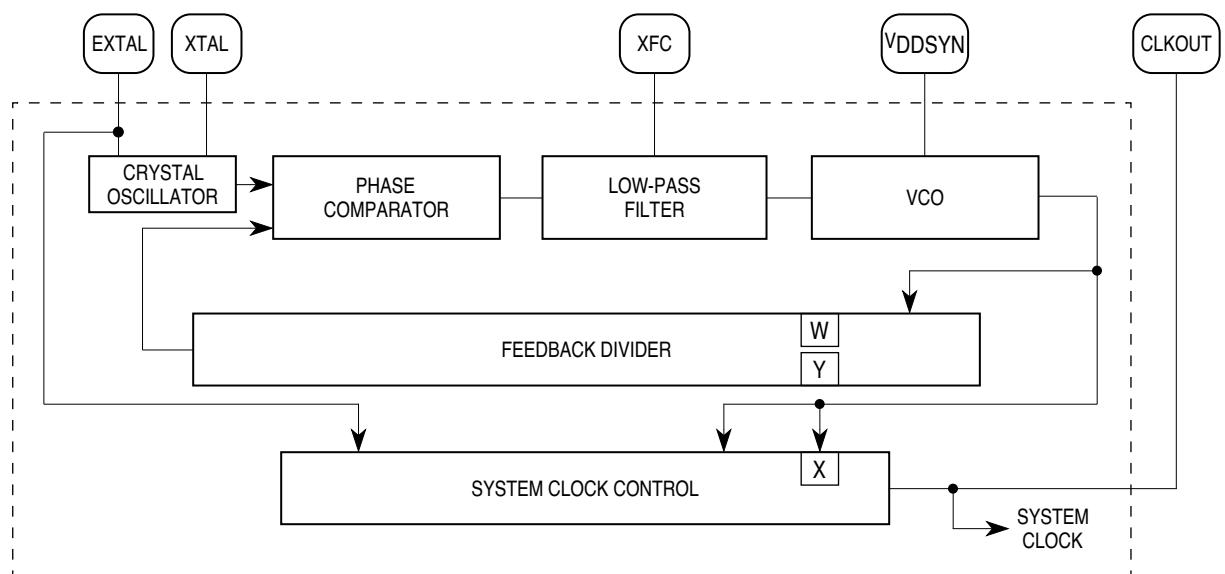 EXTAL
XTAL
XFC
VDDSYN
CLKOUT
CRYSTAL
OSCILLATOR
PHASE
COMPARATOR
LOW-PASS
FILTER
VCO
FEEDBACK DIVIDER
W
Y
SYSTEM CLOCK CONTROL
X
SYSTEM
CLOCK